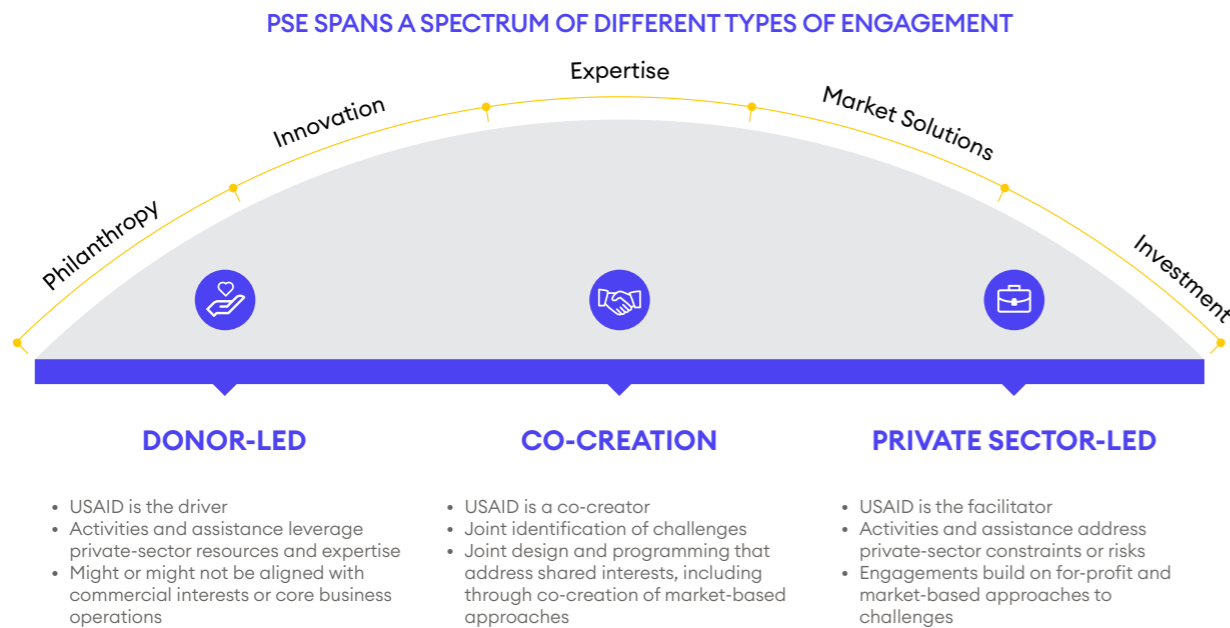 PSE SPANS A SPECTRUM OF DIFFERENT TYPES OF ENGAGEMENT
Philanthropy
Innovation
Expertise
Market Solutions
Investment
DONOR-LED
• USAID is the driver
• Activities and assistance leverage
private-sector resources and expertise
• Might or might not be aligned with
commercial interests or core business
operations
CO-CREATION
• USAID is a co-creator
• Joint identification of challenges
• Joint design and programming that
address shared interests, including
through co-creation of market-based
approaches
PRIVATE SECTOR-LED
• USAID is the facilitator
• Activities and assistance address
private-sector constraints or risks
• Engagements build on for-profit and
market-based approaches to
challenges